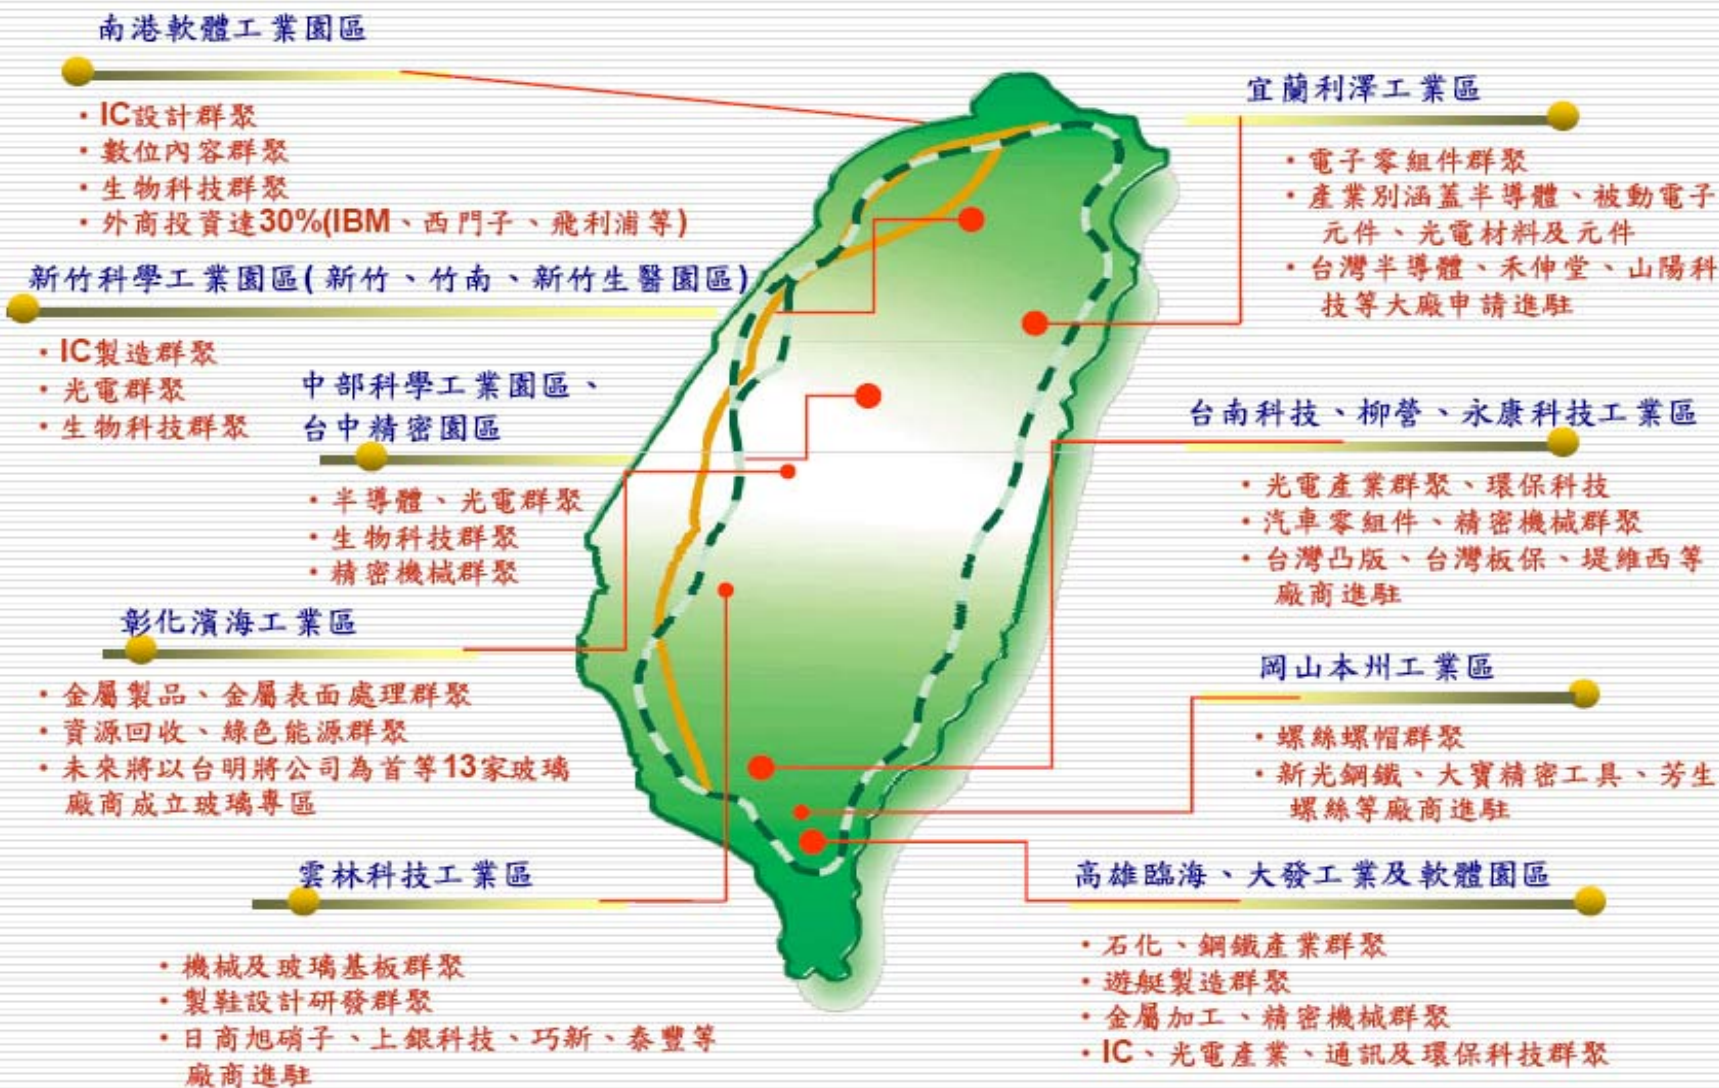 南港軟體工業園區
・IC設計群聚
・數位內容群聚
・生物科技群聚
・外商投資達30%(IBM、西門子、飛利浦等)
新竹科學工業園區(新竹、竹南、新竹生醫園區)
・IC製造群聚
・光電群聚
・生物科技群聚
中部科學工業園區、
台中精密園區
・半導體、光電群聚
・生物科技群聚
・精密機械群聚
彰化濱海工業區
・金屬製品、金屬表面處理群聚
・資源回收、綠色能源群聚
・未來將以台明將公司為首等13家玻璃
廠商成立玻璃專區
雲林科技工業區
・機械及玻璃基板群聚
・製鞋設計研發群聚
・日商旭硝子、上銀科技、巧新、泰豐等
廠商進駐
宜蘭利澤工業區
・電子零組件群聚
・產業別涵蓋半導體、被動電子
元件、光電材料及元件
・台灣半導體、禾伸堂、山陽科
技等大廠申請進駐
台南科技、柳營、永康科技工業區
・光電產業群聚、環保科技
・汽車零組件、精密機械群聚
・台灣凸版、台灣板保、堤維西等
廠商進駐
岡山本州工業區
・螺絲螺帽群聚
・新光鋼鐵、大寶精密工具、芳生
螺絲等廠商進駐
高雄臨海、大發工業及軟體園區
・石化、鋼鐵產業群聚
・遊艇製造群聚
・金屬加工、精密機械群聚
・IC、光電產業、通訊及環保科技群聚